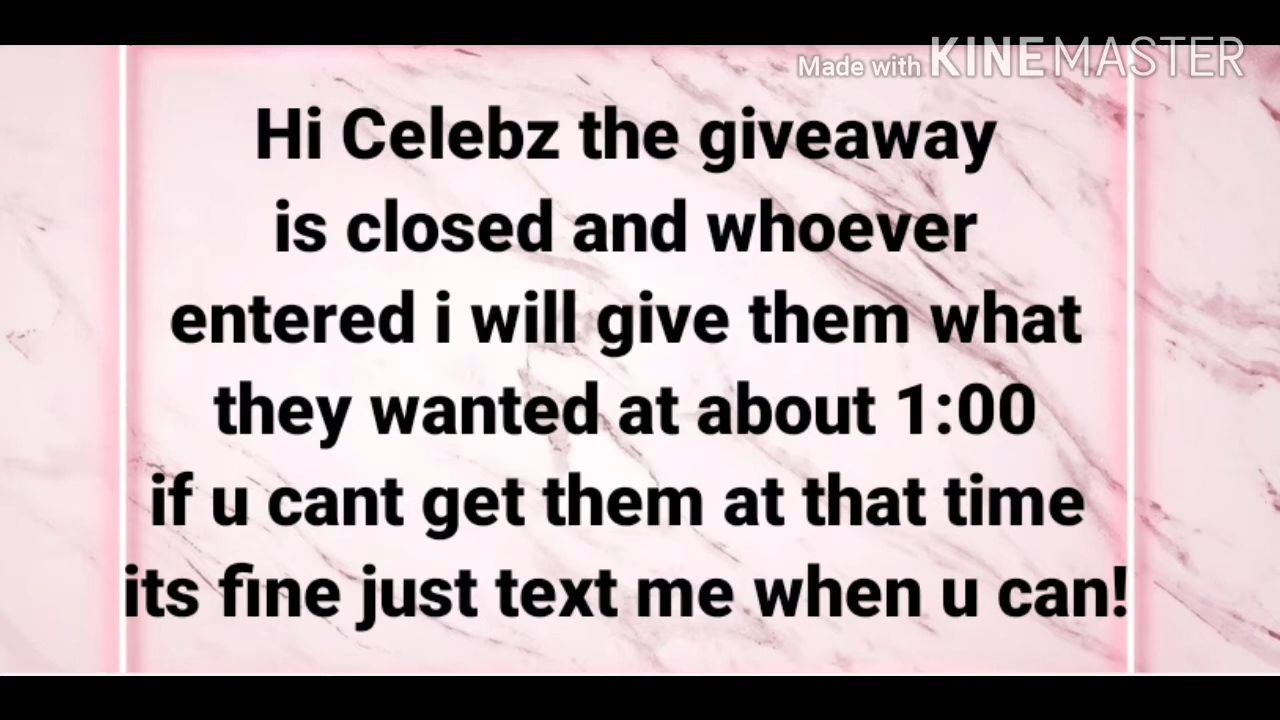 Made with KINEMASTER
Hi Celebz the giveaway
is closed and whoever
entered i will give them what
they wanted at about 1:00
if u cant get them at that time
its fine just text me when u can!